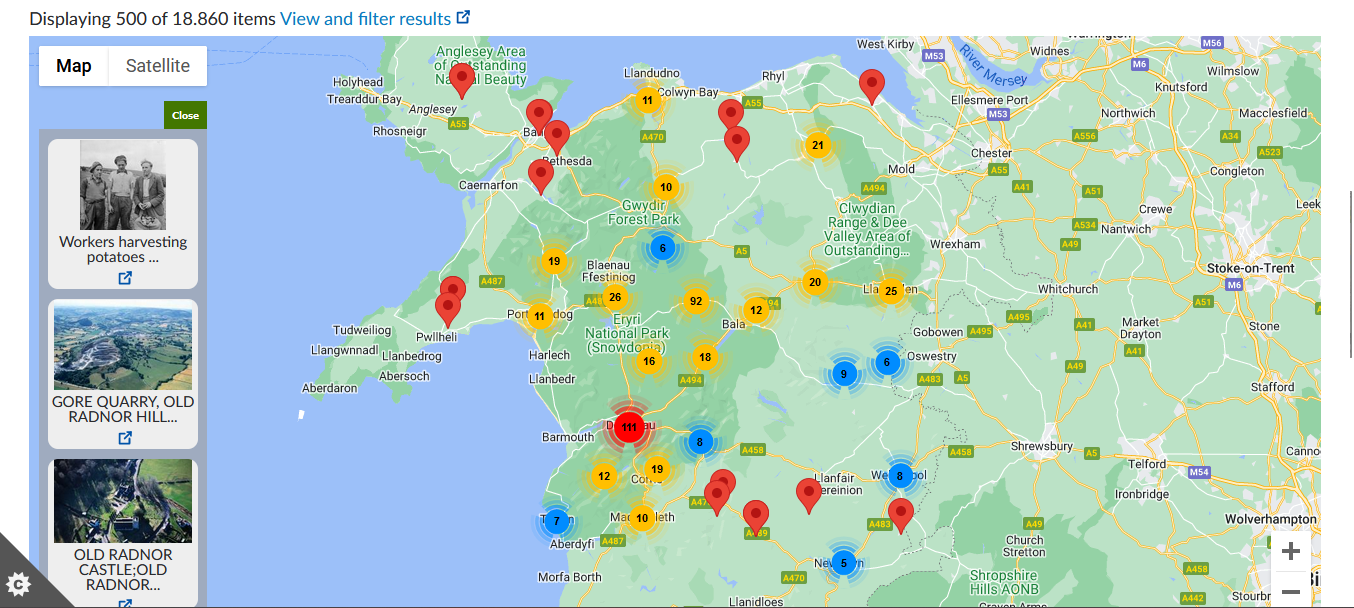 Displaying 500 of 18.860 items View and filter results
Map Satellite
Close
Workers harvesting
potatoes ...
GORE QUARRY, OLD
RADNOR HILL...
OLD RADNOR
CASTLE;OLD
RADNOR...
Anglesey Area
of Outstanding
Natural Beauty
Holyhead
Trearddur Bay
Anglesey
Rhosneigr
A55
Bethesda
Caernarfon
Llandudno
Colwyn Bay
11
A470
Rhyl
A55
West Kirby
M53
River Mersey
Widnes
Warrington
M56
M6
Wilmslow
Knutsford
Ellesmere Port
M53
Northwich
Macclesfield
A556
A34
A523
Chester
A55
Congleton
21
Mold
A494
A41
A51
10
Gwydir
Forest Park
6
Clwydian
Range & Dee
Valley Area of
Outstanding...
Crewe
Leek
A534
Nantwich
A49
Wrexham
A5
19
Blaenau
Ffestiniog
A487
26
92
12
20
25
Stoke-on-Trent
M6
Whitchurch
A51
11
Eryri
National Park
(Snowdonia)
Bala
Tudweiliog
Pwllheli
Llangwnnadl
Llanbedrog
Abersoch
Aberdaron
Harlech
Llanbedr
16
18
A494
Gobowen
A495
A495
A41
Market
Drayton
A41
Stone
9
6
Oswestry
A483
A5
A49
Stafford
111
Barmouth
8
A458
A458
Shrewsbury
A5
Canno
Telford
M54
Ironbridge
12
19
Llanfair
8
7
10
A487
Aberdyfi
A483
A49
Wolverhampton
Church
Stretton
5
Morfa Borth
A470
Shropshire
Hills AONB
A458
Llanidloes
Craven Arms
A442
Stourbr
+
−